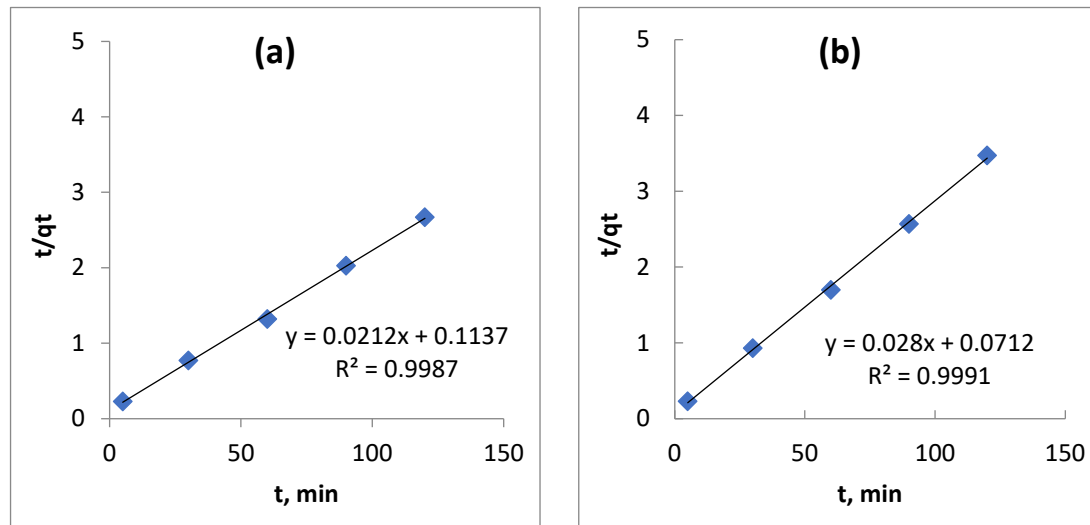 (a)
5
4
3
2
1
0
t/qt
y = 0.0212x + 0.1137
R² = 0.9987
0 50 100 150
t, min
(b)
5
4
3
2
1
0
t/qt
y = 0.028x + 0.0712
R² = 0.9991
0 50 100 150
t, min